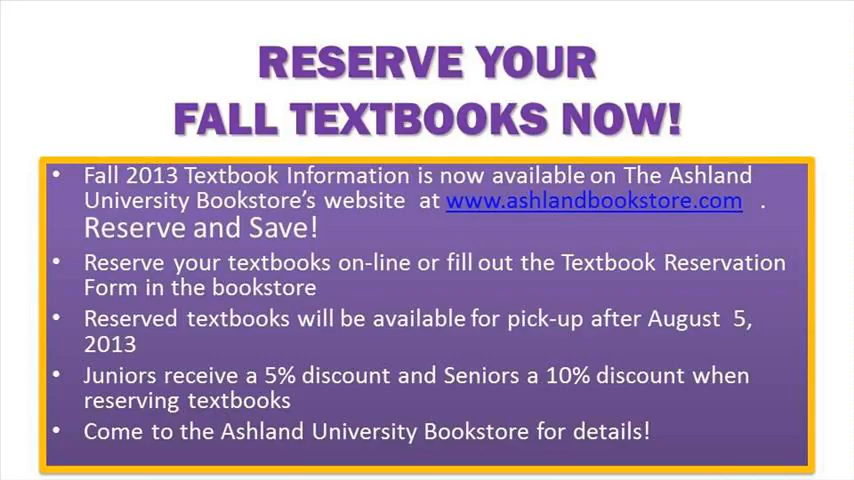 RESERVE YOUR
FALL TEXTBOOKS NOW!
• Fall 2013 Textbook Information is now available on The Ashland
University Bookstore's website at www.ashlandbookstore.com .
Reserve and Save!
• Reserve your textbooks on-line or fill out the Textbook Reservation
Form in the bookstore
• Reserved textbooks will be available for pick-up after August 5,
2013
• Juniors receive a 5% discount and Seniors a 10% discount when
reserving textbooks
• Come to the Ashland University Bookstore for details!